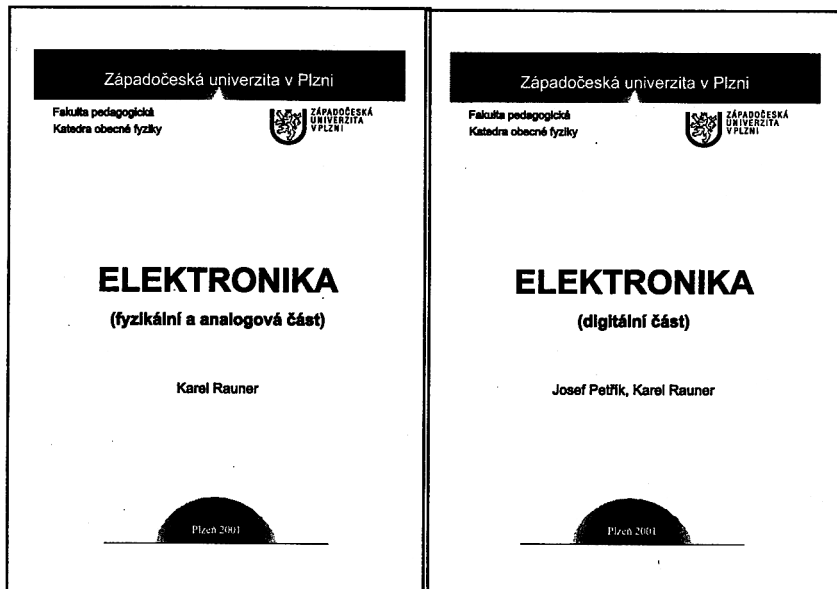 Západočeská univerzita v Plzni
Fakulta pedagogická
Katedra obecné fyziky
ZÁPADOČESKÁ
UNIVERZITA
V PLZNI
ELEKTRONIKA
(fyzikální a analogová část)
Karel Rauner
Plzeň 2001
Západočeská univerzita v Plzni
Fakulta pedagogická
Katedra obecné fyziky
ZÁPADOČESKÁ
UNIVERZITA
V PLZNI
ELEKTRONIKA
(digitální část)
Josef Petřík, Karel Rauner
Plzeň 2001